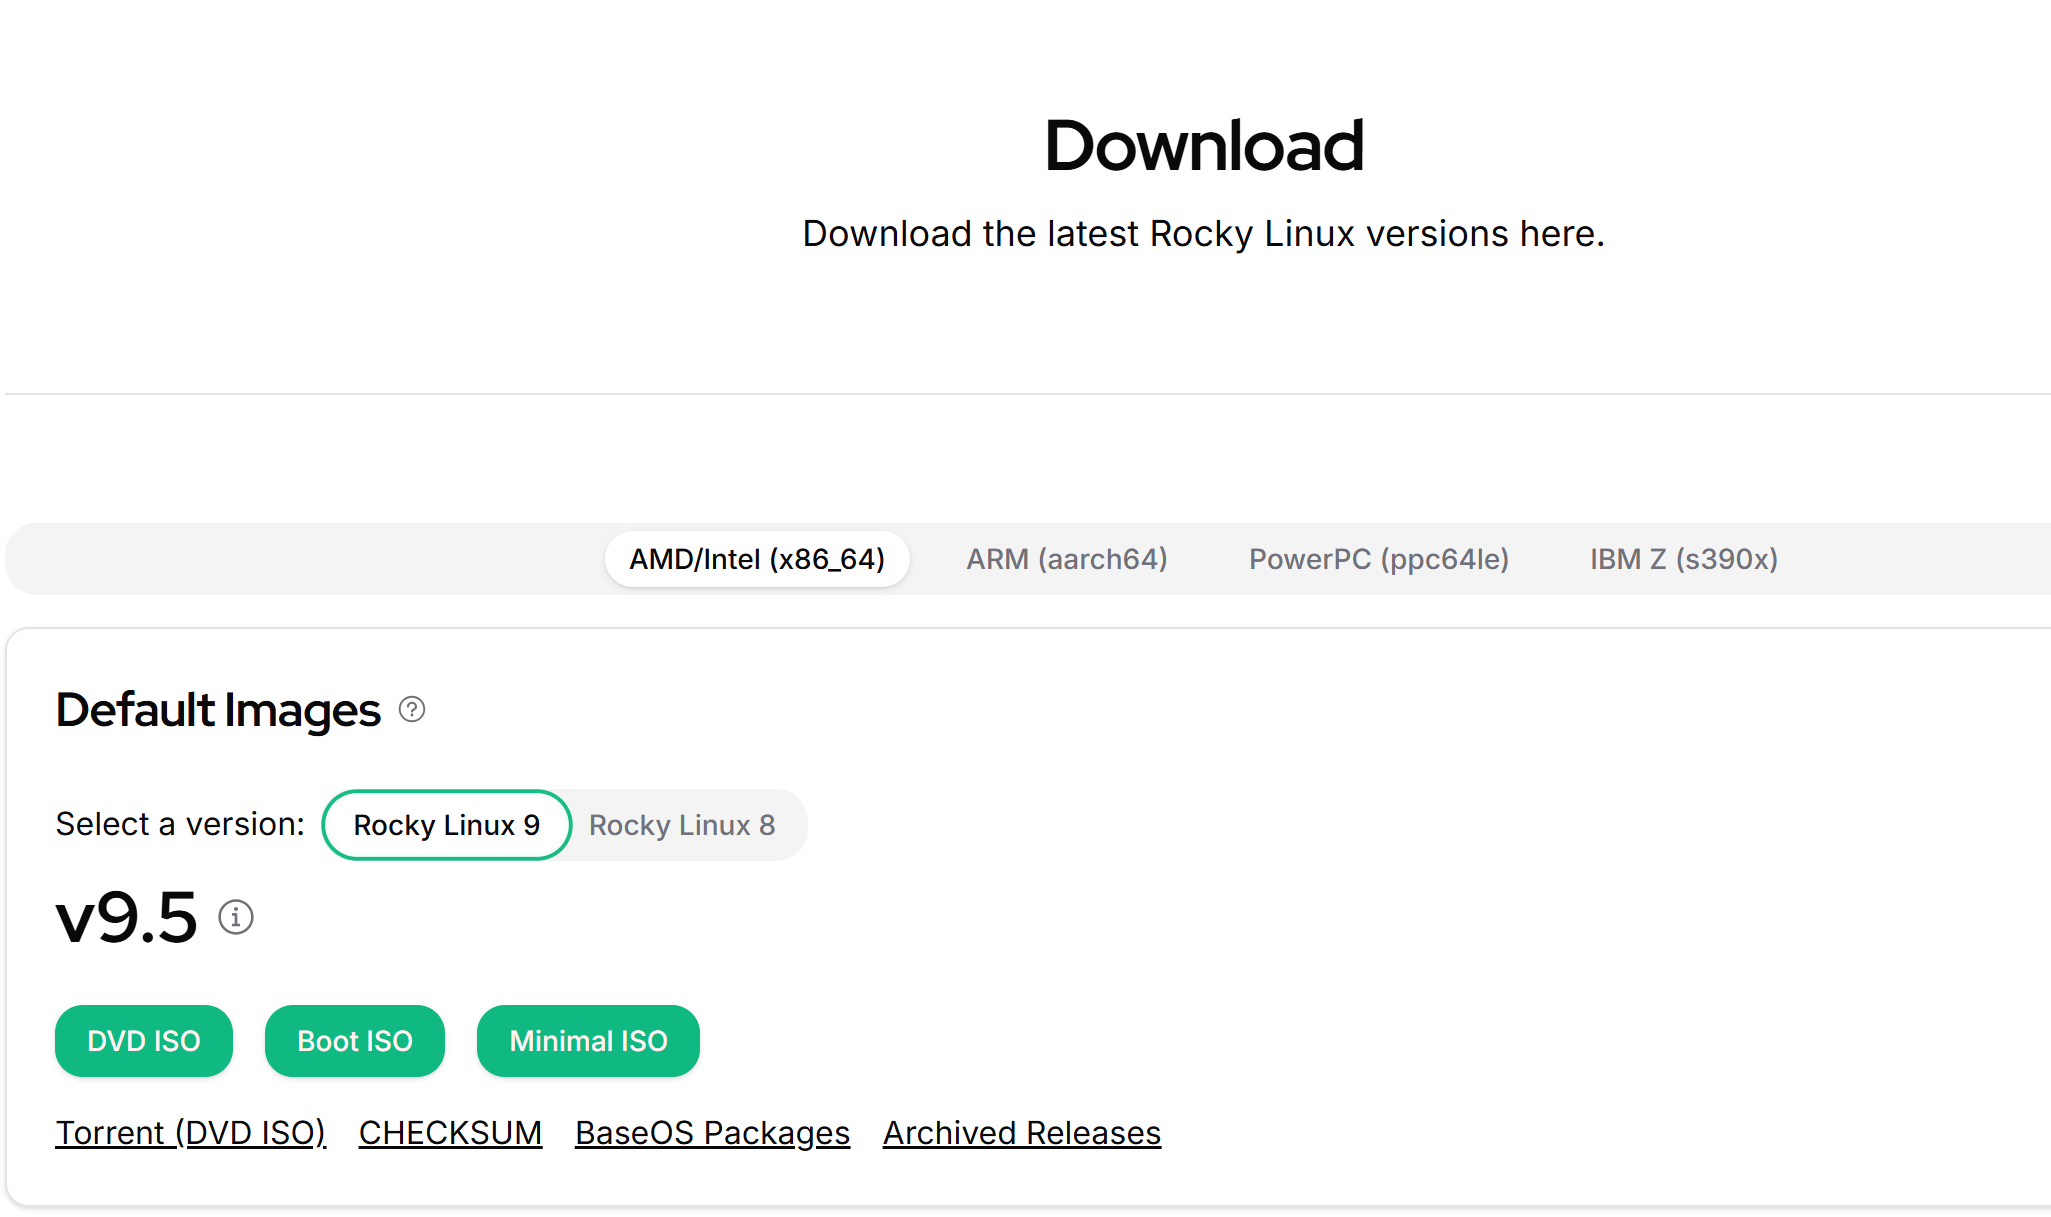 Download
Download the latest Rocky Linux versions here.
AMD/Intel (x86_64) ARM (aarch64) PowerPC (ppc64le) IBM Z (s390x)
Default Images
Select a version: Rocky Linux 9 Rocky Linux 8
v9.5
DVD ISO Boot ISO Minimal ISO
Torrent (DVD ISO) CHECKSUM BaseOS Packages Archived Releases